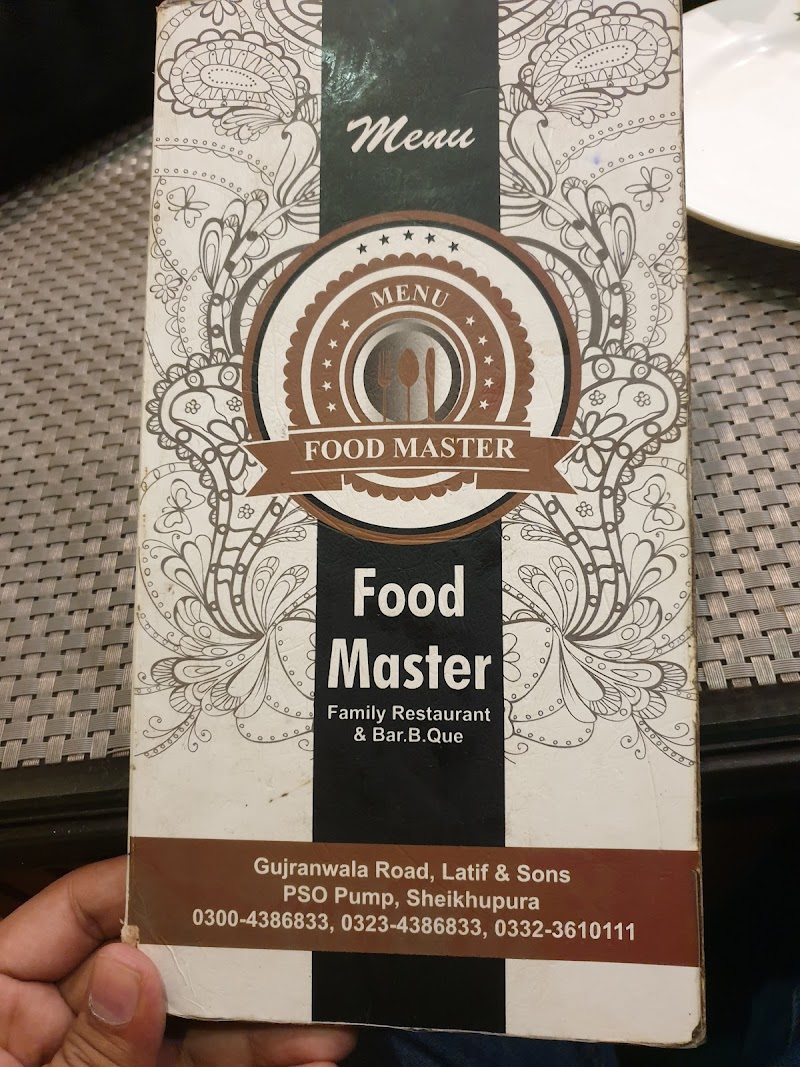 Menu
MENU
FOOD MASTER
Food
Master
Family Restaurant
& Bar.B.Que
Gujranwala Road, Latif & Sons
PSO Pump, Sheikhupura
0300-4386833, 0323-4386833, 0332-3610111